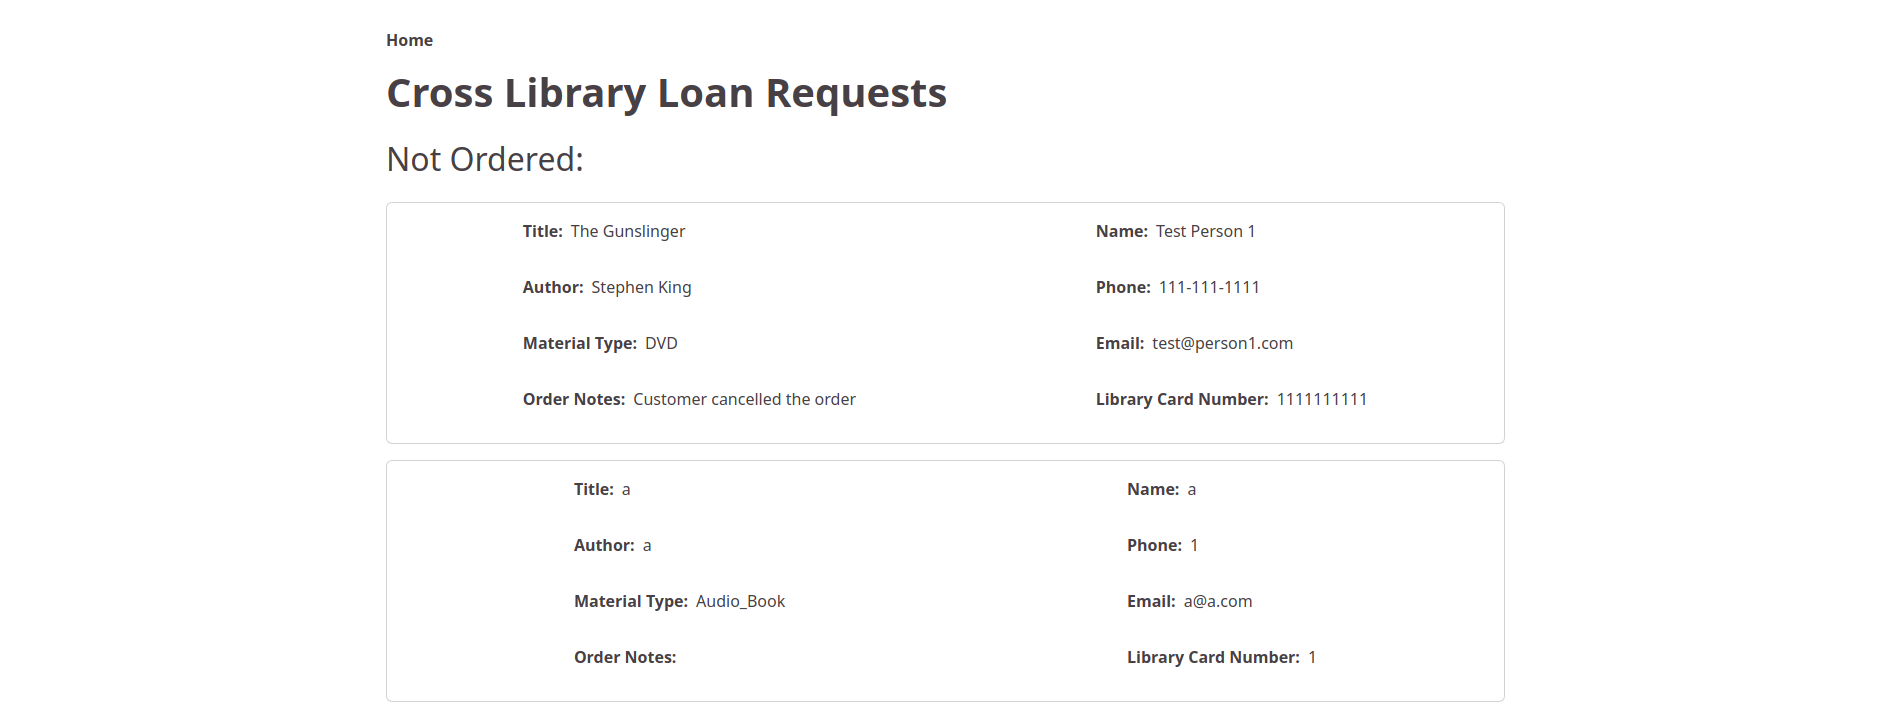 Home
Cross Library Loan Requests
Not Ordered:
Title: The Gunslinger
Author: Stephen King
Material Type: DVD
Order Notes: Customer cancelled the order
Name: Test Person 1
Phone: 111-111-1111
Email: test@person1.com
Library Card Number: 1111111111
Title: a
Author: a
Material Type: Audio_Book
Order Notes:
Name: a
Phone: 1
Email: a@a.com
Library Card Number: 1